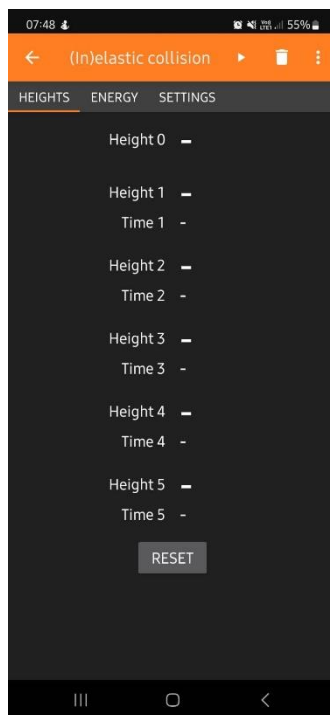 07:48 55%
(In)elastic collision
HEIGHTS ENERGY SETTINGS
Height 0 -
Height 1 -
Time 1 -
Height 2 -
Time 2 -
Height 3 -
Time 3 -
Height 4 -
Time 4 -
Height 5 -
Time 5 -
RESET